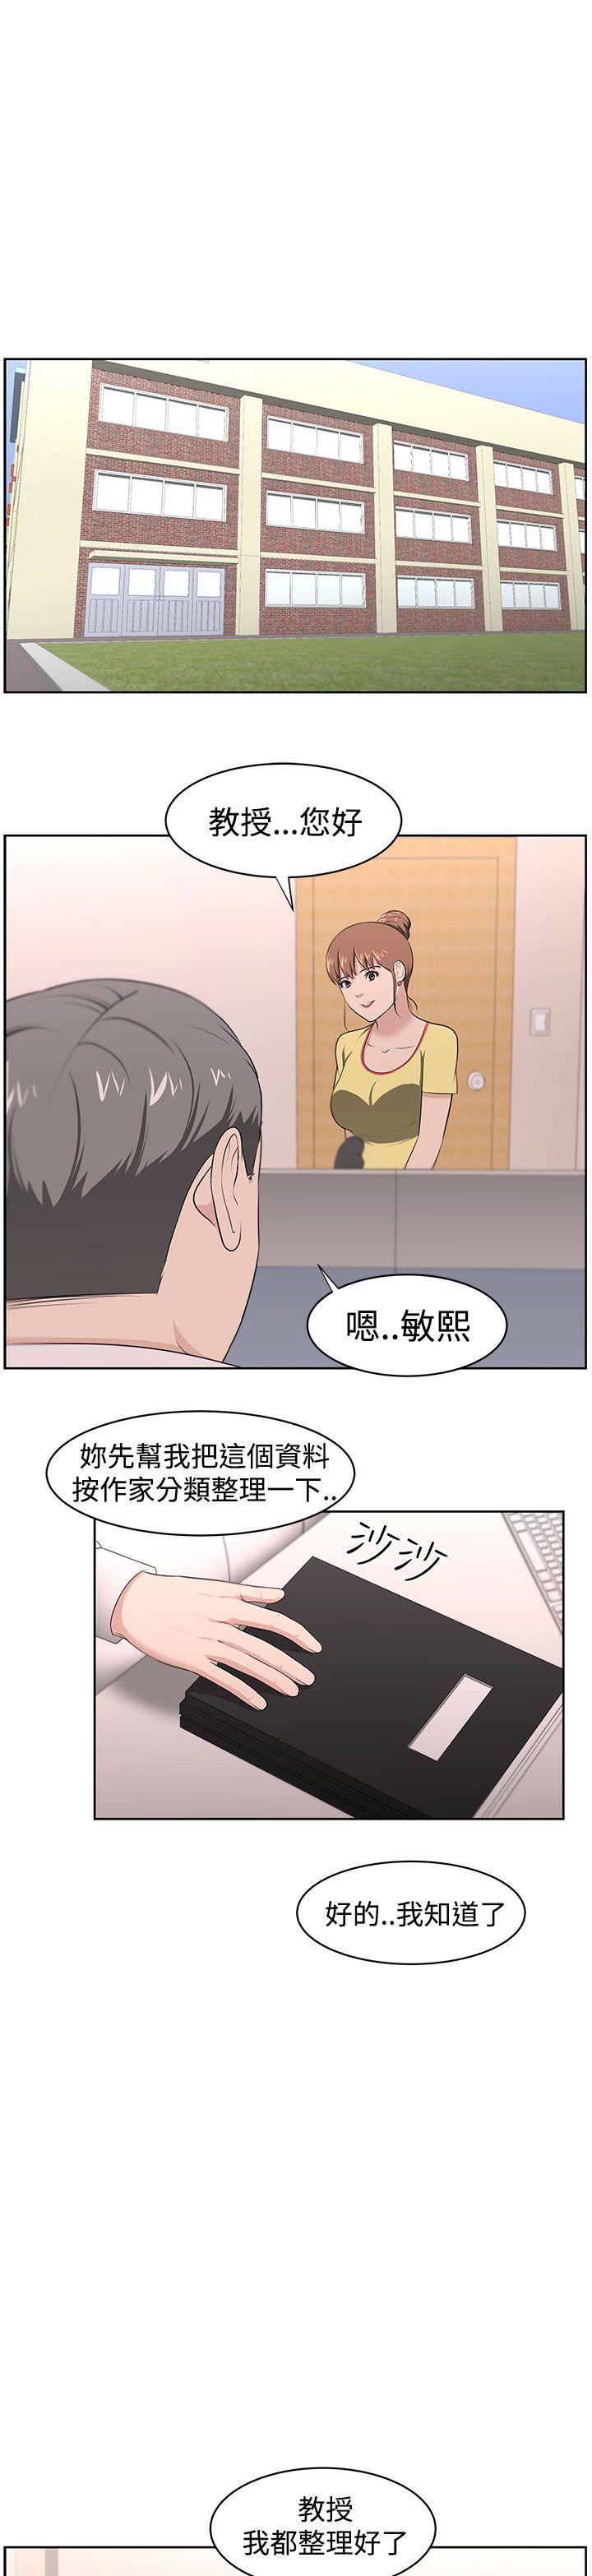 教授...您好
嗯..敏熙
妳先幫我把這個資料
按作家分類整理一下..
沙沙
好的..我知道了
教授
我都整理好了